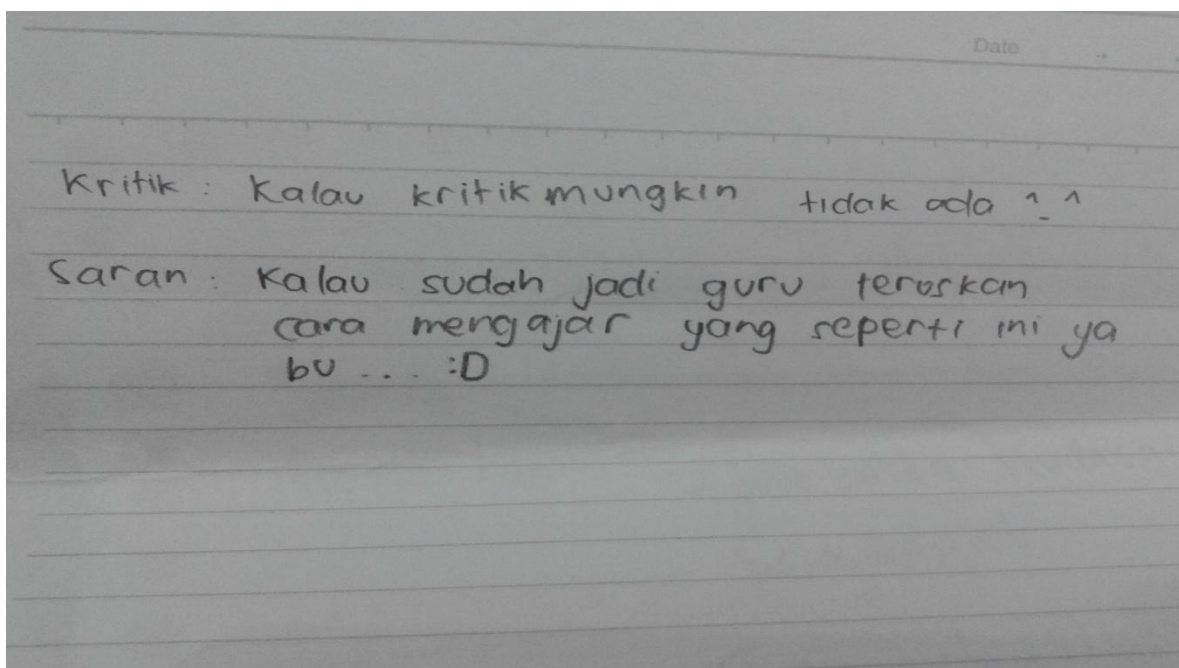 Date
Kritik : Kalau kritik mungkin tidak ada ^_^
Saran : Kalau sudah jadi guru teruskan
cara mengajar yang seperti ini ya
bu .... :D